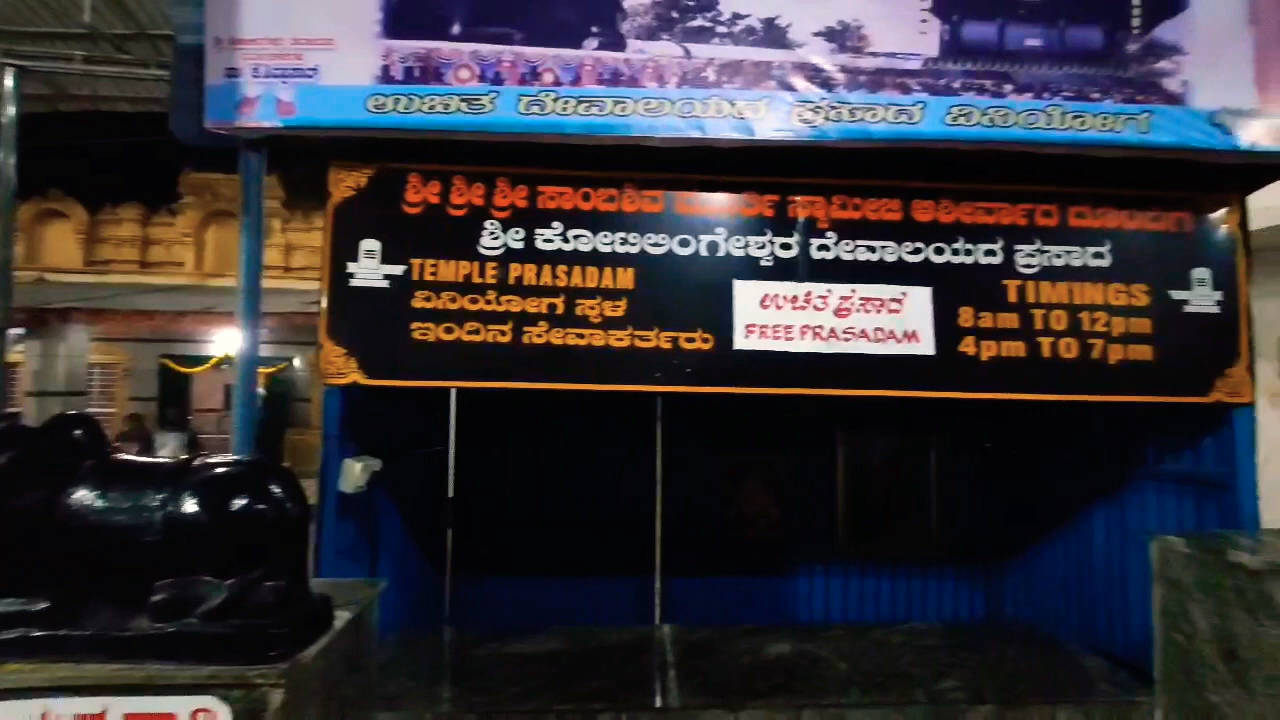 ಉಚಿತ ದೇವಾಲಯದ ಪ್ರಸಾದ ವಿನಿಯೋಗ
ಶ್ರೀ ಶ್ರೀ ಶ್ರೀ ಸಾಂಬಶಿವ ಸ್ವಾಮೀಜಿ ಆಶೀರ್ವಾದ
ಶ್ರೀ ಕೋಟಿಲಿಂಗೇಶ್ವರ ದೇವಾಲಯದ ಪ್ರಸಾದ
TEMPLE PRASADAM
ವಿನಿಯೋಗ ಸ್ಥಳ
ಇಂದಿನ ಸೇವಾಕರ್ತರು
ಉಚಿತ ಪ್ರಸಾದ
FREE PRASADAM
TIMINGS
8am TO 12pm
4pm TO 7pm